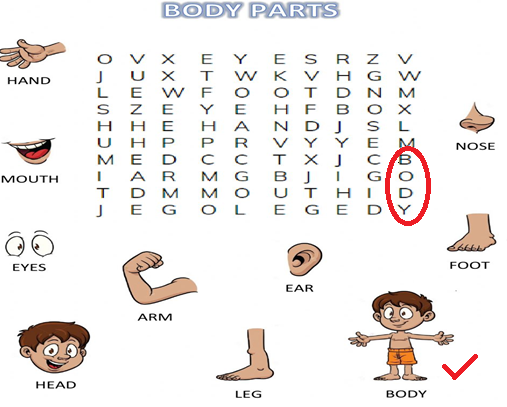 BODY PARTS
O V X E Y E S R Z V
J U X T W K V H G W
L E W F O O T D N M
S Z E Y E H F B O X
H H E H A N D J S L
U H P P R V Y Y E M
M E D C C T X J C B
I A R M G B J I G O
T D M M O U T H I D
J E G O L E G E D Y
HAND
NOSE
MOUTH
EYES
FOOT
EAR
ARM
HEAD
LEG
BODY